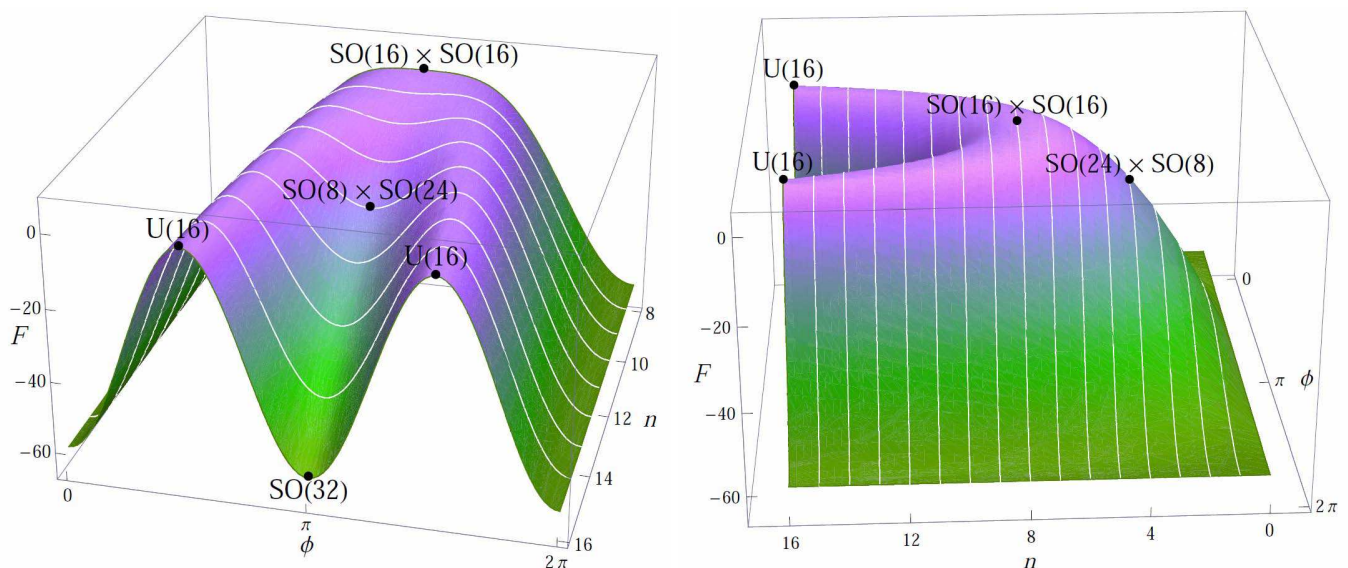 SO(16) × SO(16)
SO(8) × SO(24)
U(16)
U(16)
SO(32)
0
−20
−40
−60
F
0
π
2π
ϕ
8
10
12
14
16
n
U(16)
SO(16) × SO(16)
U(16)
SO(24) × SO(8)
0
−20
−40
−60
F
16
12
8
4
0
n
0
π
2π
ϕ